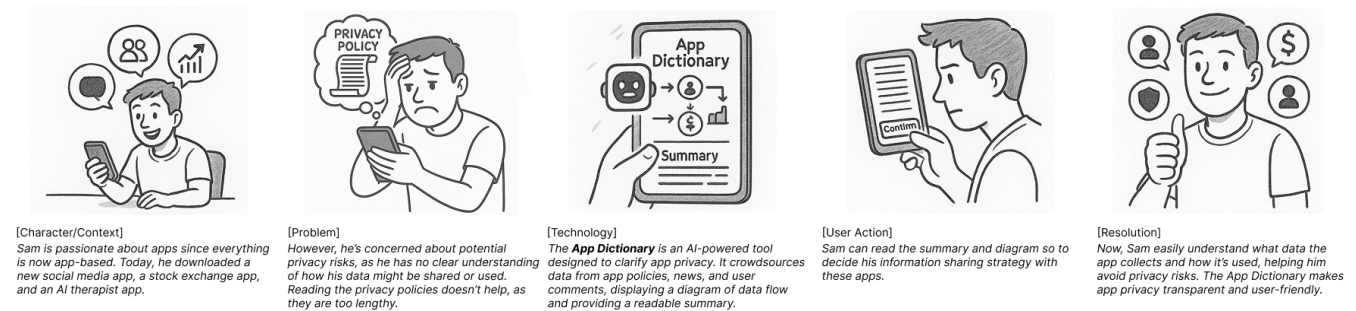 PRIVACY
POLICY
App
Dictionary
Summary
Confirm
$
$
[Character/Context]
Sam is passionate about apps since everything
is now app-based. Today, he downloaded a
new social media app, a stock exchange app,
and an AI therapist app.
[Problem]
However, he's concerned about potential
privacy risks, as he has no clear understanding
of how his data might be shared or used.
Reading the privacy policies doesn't help, as
they are too lengthy.
[Technology]
The App Dictionary is an AI-powered tool
designed to clarify app privacy. It crowdsources
data from app policies, news, and user
comments, displaying a diagram of data flow
and providing a readable summary.
[User Action]
Sam can read the summary and diagram so to
decide his information sharing strategy with
these apps.
[Resolution]
Now, Sam easily understand what data the
app collects and how it's used, helping him
avoid privacy risks. The App Dictionary makes
app privacy transparent and user-friendly.